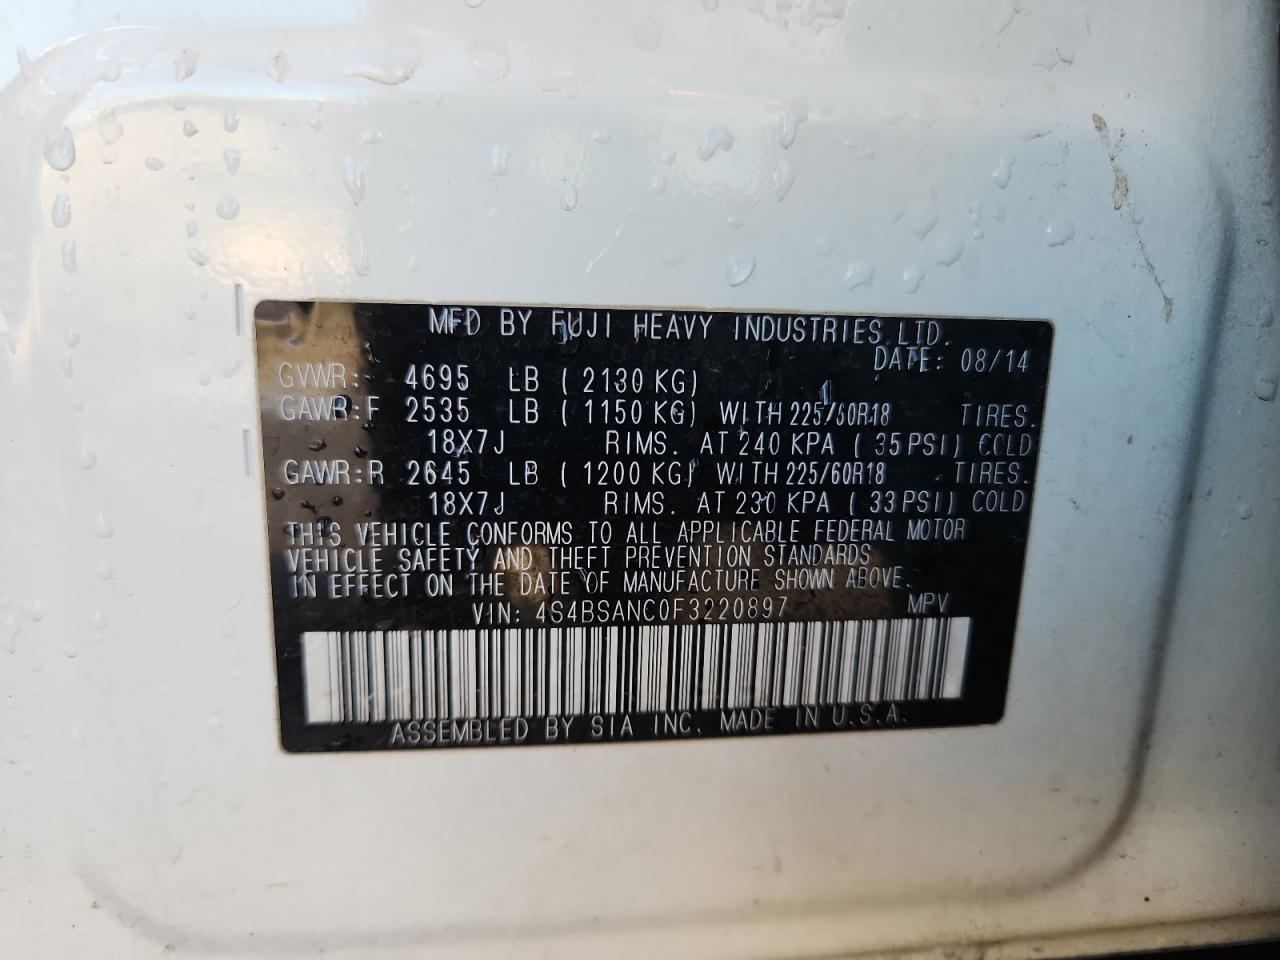 MFD BY FUJI HEAVY INDUSTRIES LTD.
DATE: 08/14
GVWR: 4695 LB ( 2130 KG)
GAWR:F 2535 LB ( 1150 KG) WITH 225/60R18 TIRES.
18X7J RIMS. AT 240 KPA ( 35 PSI) COLD
GAWR:R 2645 LB ( 1200 KG) WITH 225/60R18 TIRES.
18X7J RIMS. AT 230 KPA ( 33 PSI) COLD
THIS VEHICLE CONFORMS TO ALL APPLICABLE FEDERAL MOTOR
VEHICLE SAFETY AND THEFT PREVENTION STANDARDS
IN EFFECT ON THE DATE OF MANUFACTURE SHOWN ABOVE.
VIN: 4S4BSANC0F3220897 MPV
ASSEMBLED BY SIA INC. MADE IN U.S.A.